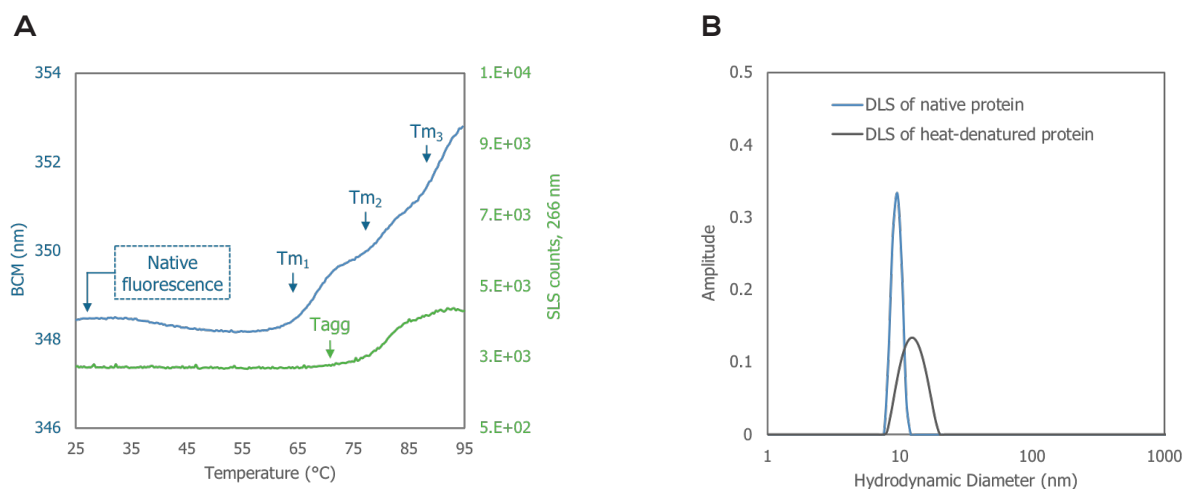 A
354
352
350
348
346
BCM (nm)
Native
fluorescence
Tm1
Tm2
Tm3
Tagg
1.E+04
9.E+03
7.E+03
5.E+03
3.E+03
5.E+02
SLS counts, 266 nm
25 35 45 55 65 75 85 95
Temperature (°C)
B
0.5
0.4
0.3
0.2
0.1
0
Amplitude
DLS of native protein
DLS of heat-denatured protein
1 10 100 1000
Hydrodynamic Diameter (nm)